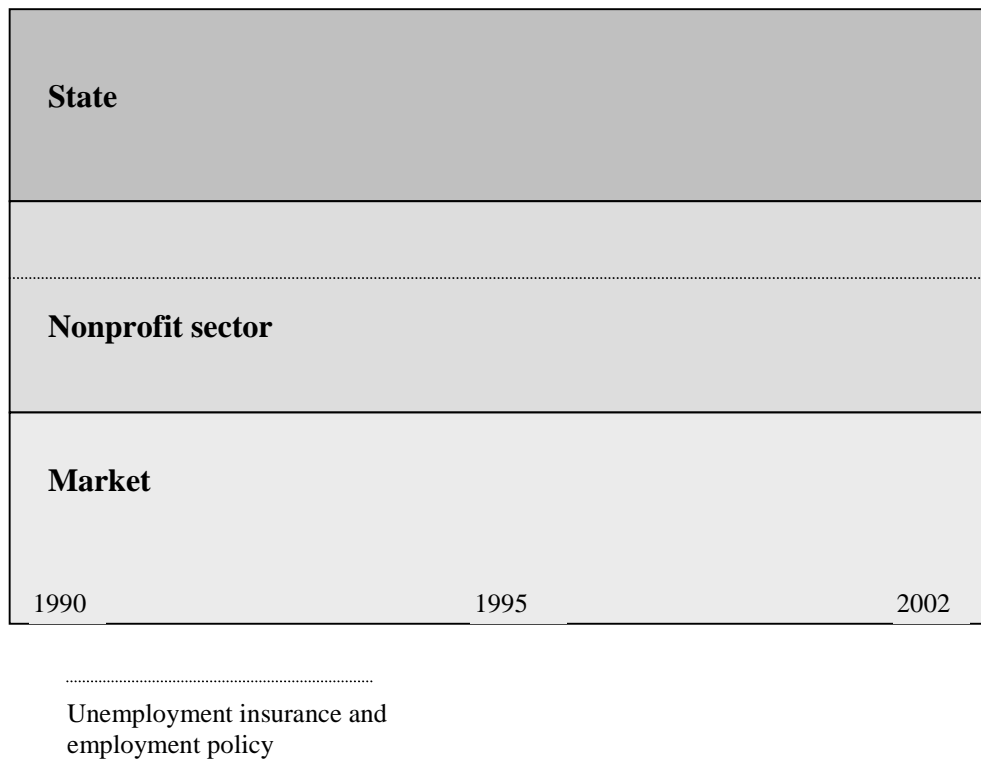 State
Nonprofit sector
Market
1990 1995 2002
Unemployment insurance and
employment policy